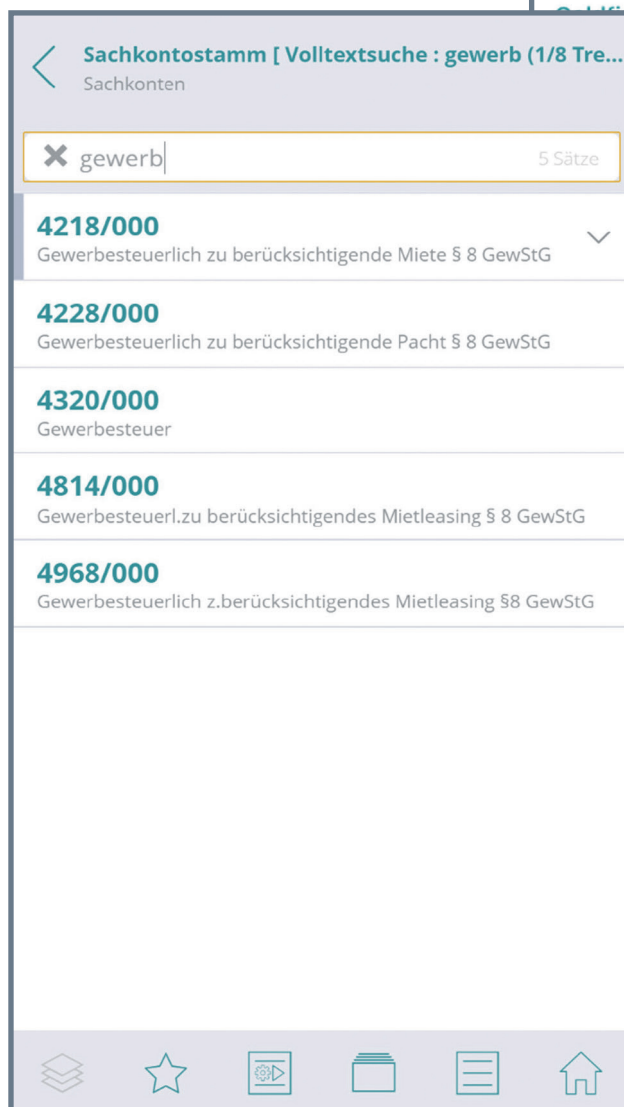 Sachkontostamm [ Volltextsuche : gewerb (1/8 Tre...
Sachkonten
gewerb 5 Sätze
4218/000
Gewerbesteuerlich zu berücksichtigende Miete § 8 GewStG
4228/000
Gewerbesteuerlich zu berücksichtigende Pacht § 8 GewStG
4320/000
Gewerbesteuer
4814/000
Gewerbesteuerl.zu berücksichtigendes Mietleasing § 8 GewStG
4968/000
Gewerbesteuerlich z.berücksichtigendes Mietleasing §8 GewStG